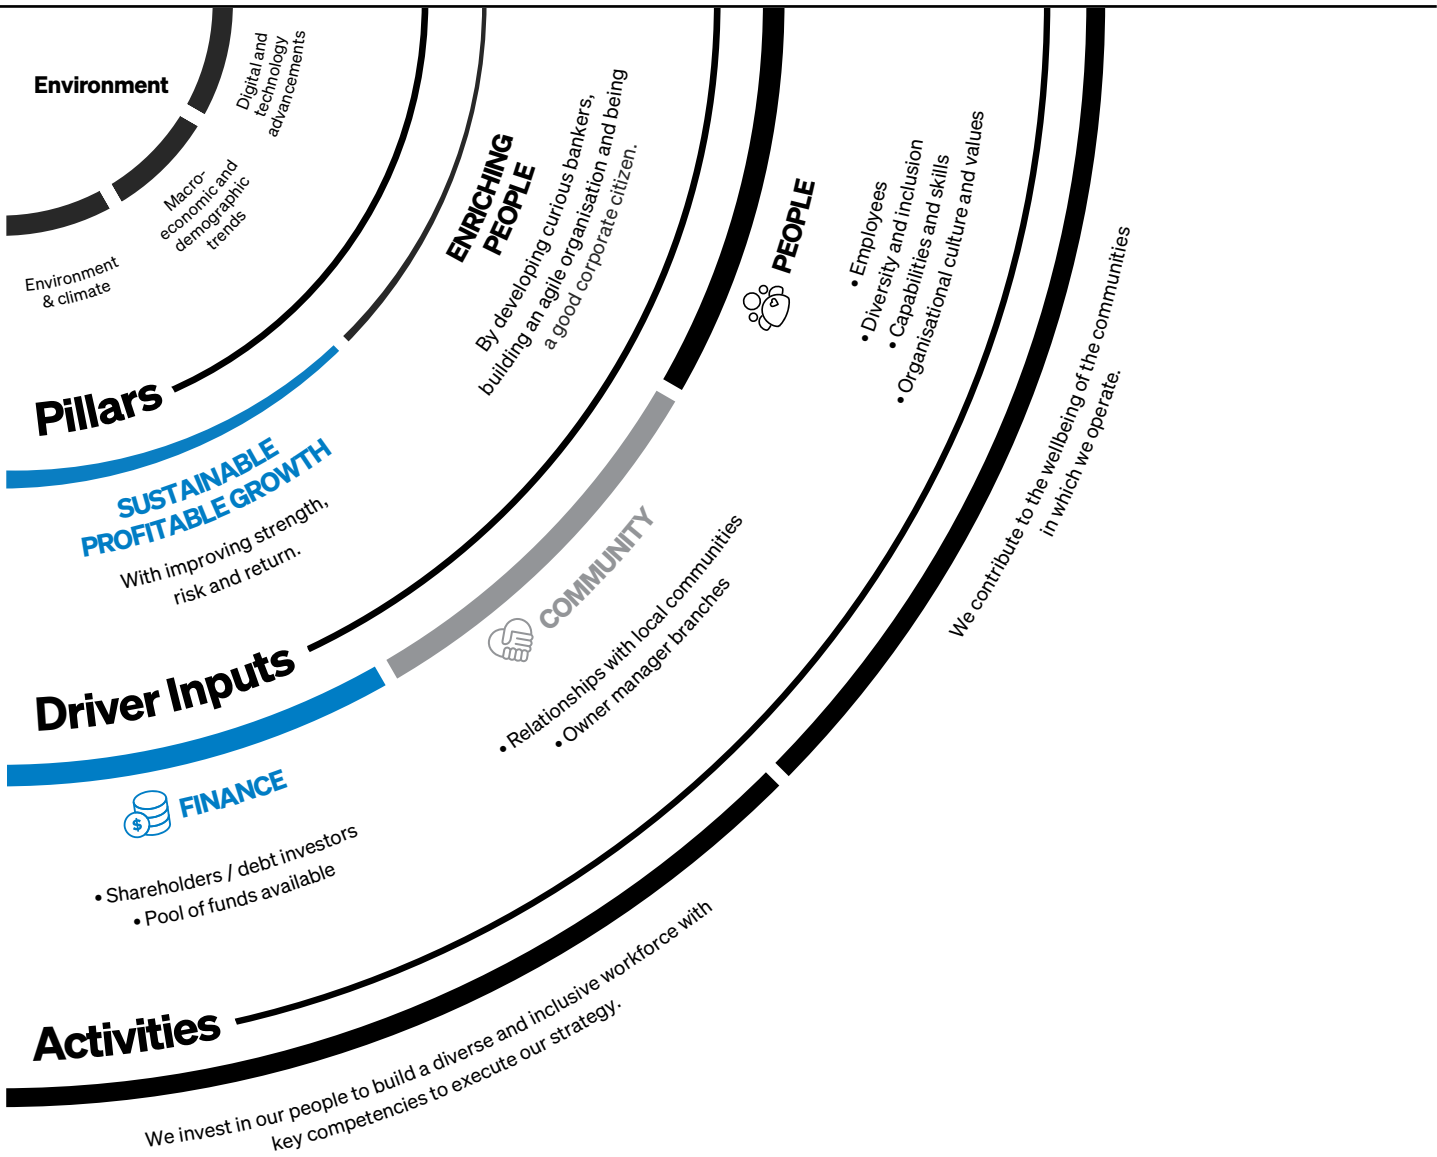 Environment
Digital and
technology
advancements
Macro-
economic and
demographic
trends
Environment
& climate
Pillars
ENRICHING
PEOPLE
By developing curious bankers,
building an agile organisation and being
a good corporate citizen.
SUSTAINABLE
PROFITABLE GROWTH
With improving strength,
risk and return.
Driver Inputs
PEOPLE
• Employees
• Diversity and inclusion
• Capabilities and skills
• Organisational culture and values
COMMUNITY
• Relationships with local communities
• Owner manager branches
$
FINANCE
• Shareholders / debt investors
• Pool of funds available
Activities
We contribute to the wellbeing of the communities
in which we operate.
We invest in our people to build a diverse and inclusive workforce with
key competencies to execute our strategy.